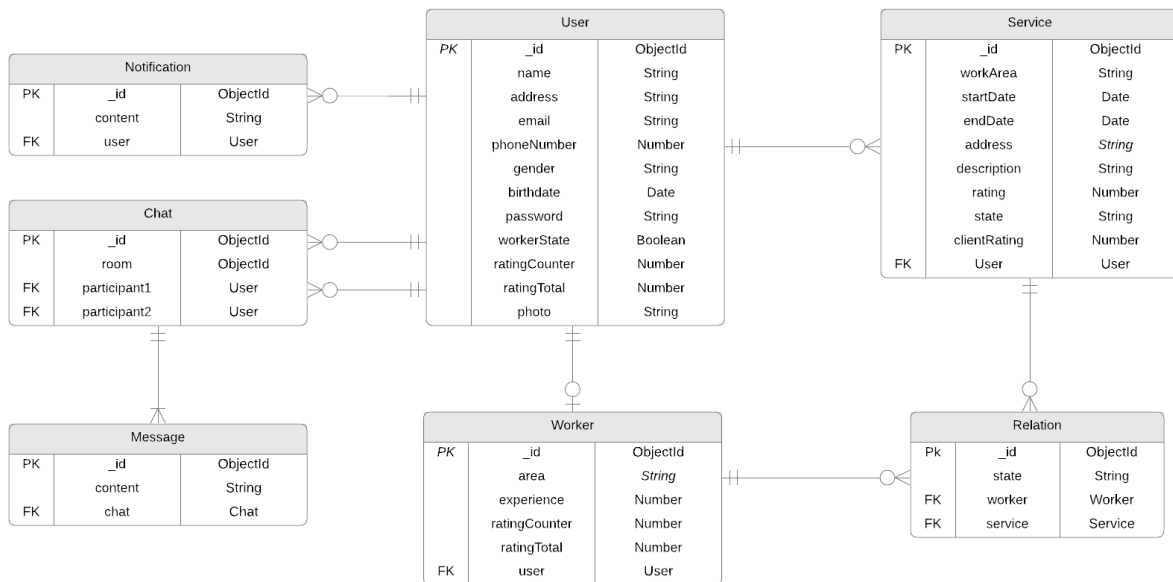 User
PK _id ObjectId
name String
address String
email String
phoneNumber Number
gender String
birthdate Date
password String
workerState Boolean
ratingCounter Number
ratingTotal Number
photo String
Service
PK _id ObjectId
workArea String
startDate Date
endDate Date
address String
description String
rating Number
state String
clientRating Number
FK User User
Notification
PK _id ObjectId
content String
FK user User
Chat
PK _id ObjectId
room ObjectId
FK participant1 User
FK participant2 User
Message
PK _id ObjectId
content String
FK chat Chat
Worker
PK _id ObjectId
area String
experience Number
ratingCounter Number
ratingTotal Number
FK user User
Relation
Pk _id ObjectId
state String
FK worker Worker
FK service Service